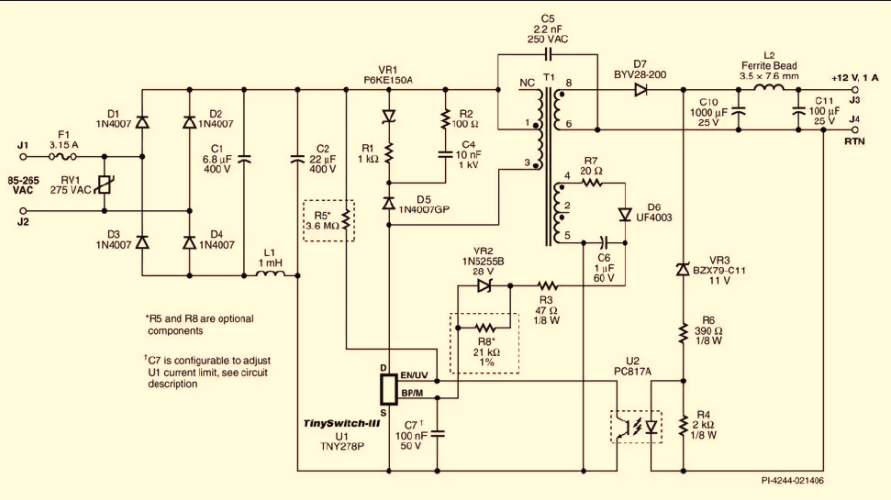 C5
2.2 nF
250 VAC
VR1
P6KE150A
D7
BYV28-200
L2
Ferrite Bead
3.5 × 7.6 mm
+12 V, 1 A
J3
J4
RTN
NC
T1
8
6
1
3
4
2
5
D1
1N4007
D2
1N4007
R2
100 Ω
C10
1000 µF
25 V
C11
100 µF
25 V
F1
3.15 A
J1
C1
6.8 µF
400 V
C2
22 µF
400 V
R1
1 kΩ
C4
10 nF
1 kV
85-265
VAC
RV1
275 VAC
J2
R7
20 Ω
D5
1N4007GP
D6
UF4003
R5*
3.6 MΩ
D3
1N4007
D4
1N4007
L1
1 mH
VR2
1N5255B
28 V
C6
1 µF
60 V
VR3
BZX79-C11
11 V
R3
47 Ω
1/8 W
*R5 and R8 are optional
components
R8*
21 kΩ
1%
R6
390 Ω
1/8 W
†C7 is configurable to adjust
U1 current limit, see circuit
description
U2
PC817A
D
EN/UV
BP/M
S
TinySwitch-III
U1
TNY278P
C7 †
100 nF
50 V
R4
2 kΩ
1/8 W
PI-4244-021406